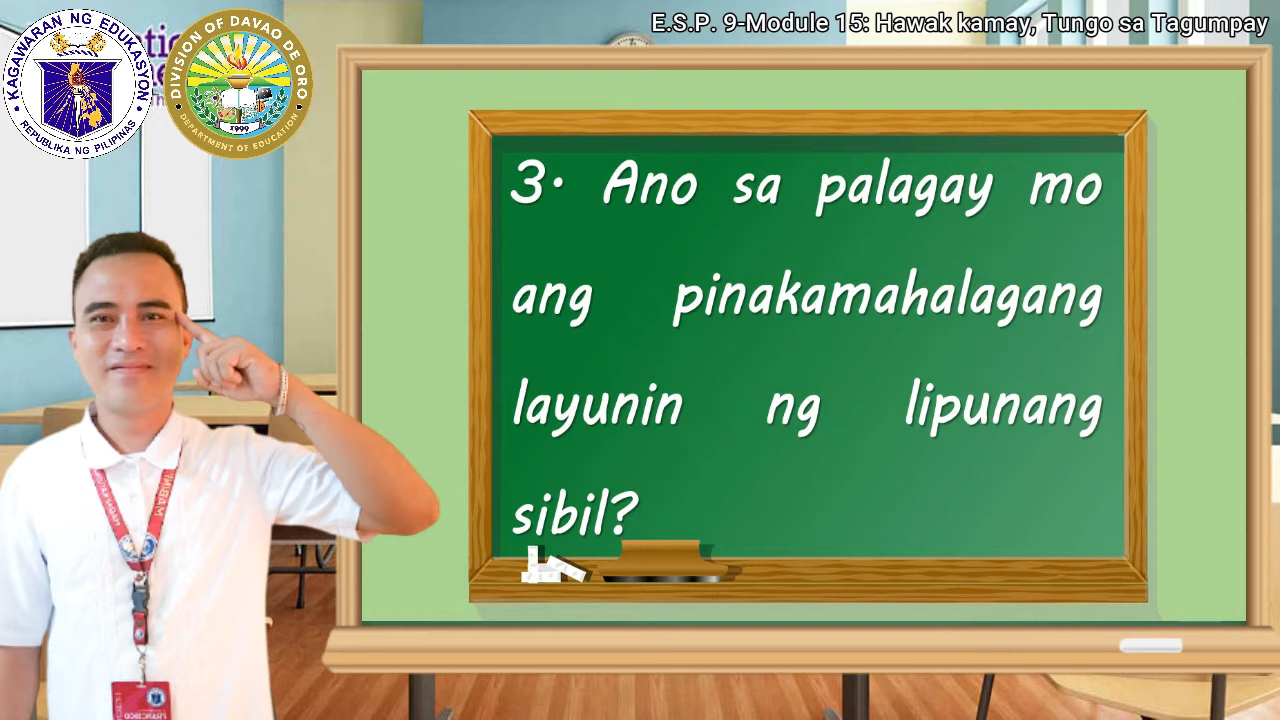 E.S.P. 9-Module 15: Hawak kamay, Tungo sa Tagumpay
KAGAWARAN NG EDUKASYON
REPUBLIKA NG PILIPINAS
DIVISION OF DAVAO DE ORO
DEPARTMENT OF EDUCATION
1999
3. Ano sa palagay mo
ang pinakamahalagang
layunin ng lipunang
sibil?